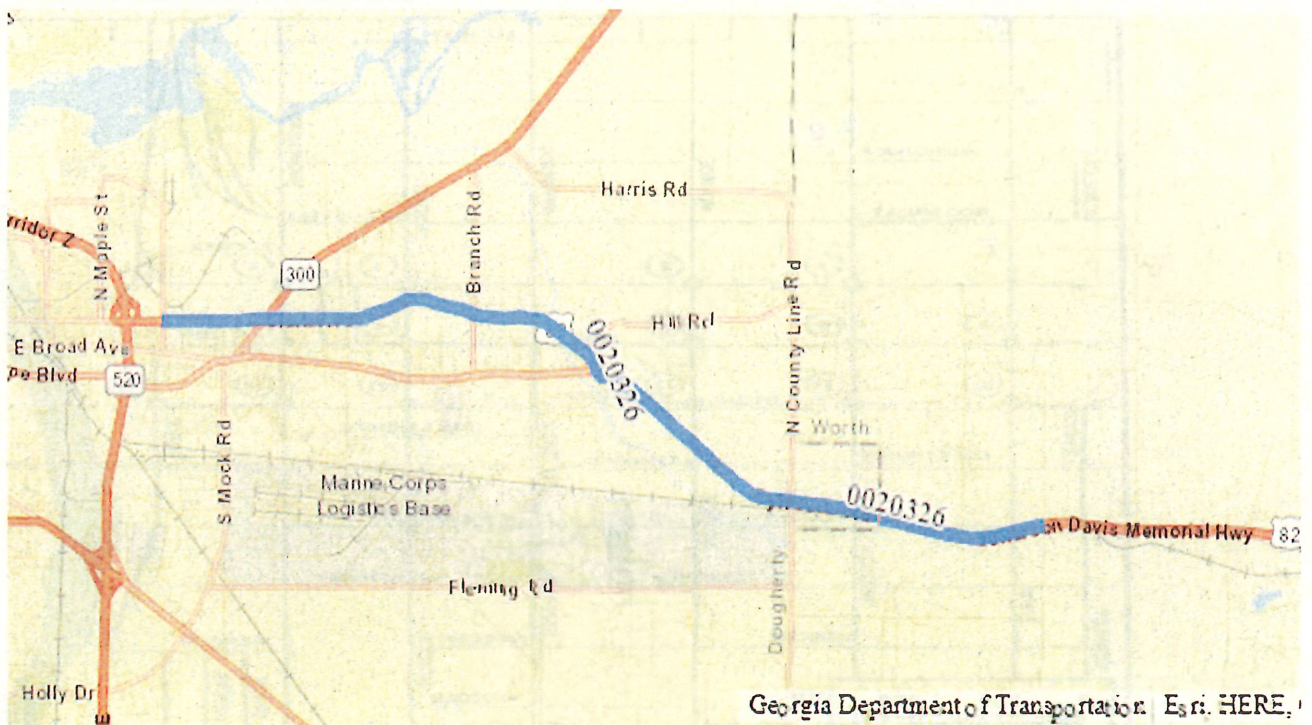 Harris Rd
rridor Z
N Maple St
Branch Rd
300
N County Line Rd
Hill Rd
0020326
E Broad Ave
pe Blvd
520
S Mock Rd
Worth
Marine Corps
Logistics Base
0020326
Davis Memorial Hwy
82
Fleming Rd
Dougherty
Holly Dr
Georgia Department of Transportation Esri, HERE,